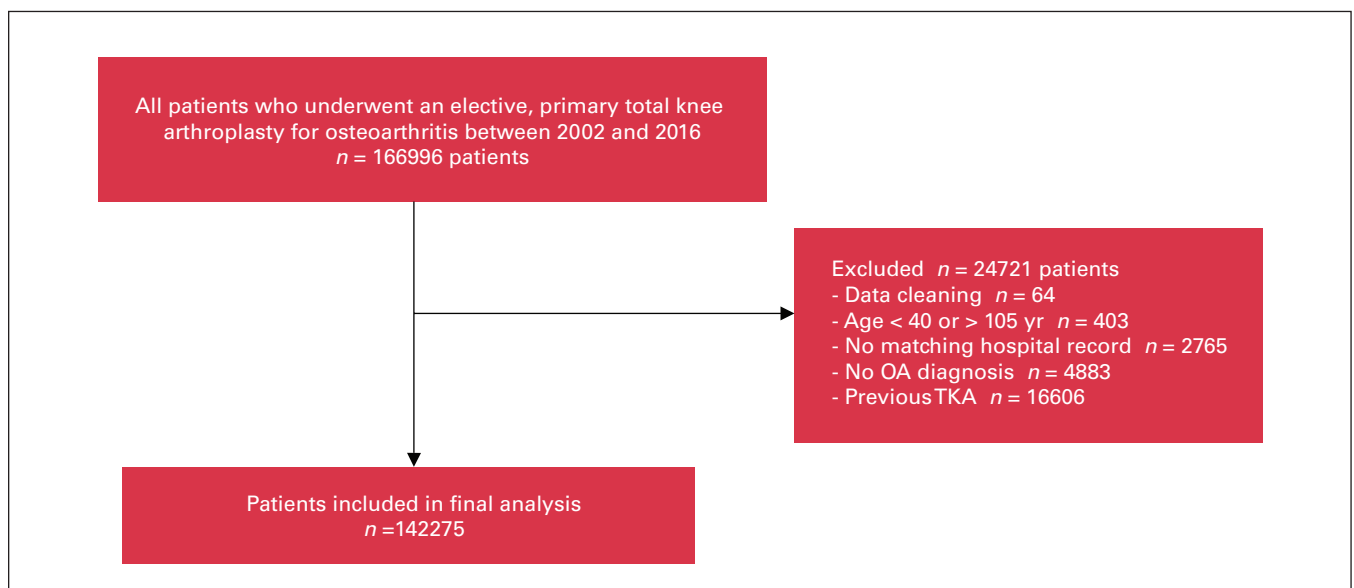 All patients who underwent an elective, primary total knee
arthroplasty for osteoarthritis between 2002 and 2016
n = 166996 patients
Excluded n = 24721 patients
- Data cleaning n = 64
- Age < 40 or > 105 yr n = 403
- No matching hospital record n = 2765
- No OA diagnosis n = 4883
- Previous TKA n = 16606
Patients included in final analysis
n =142275